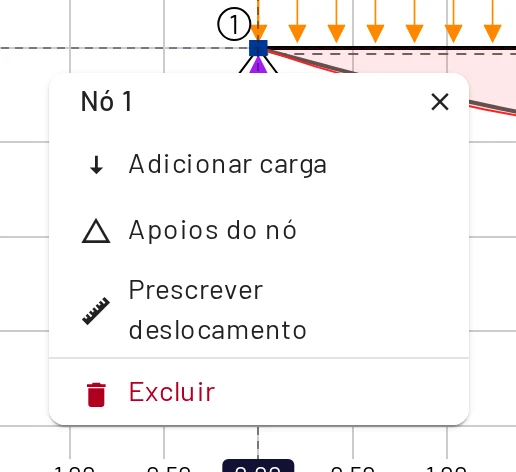 1
Nó 1
Adicionar carga
Apoios do nó
Prescrever
deslocamento
Excluir